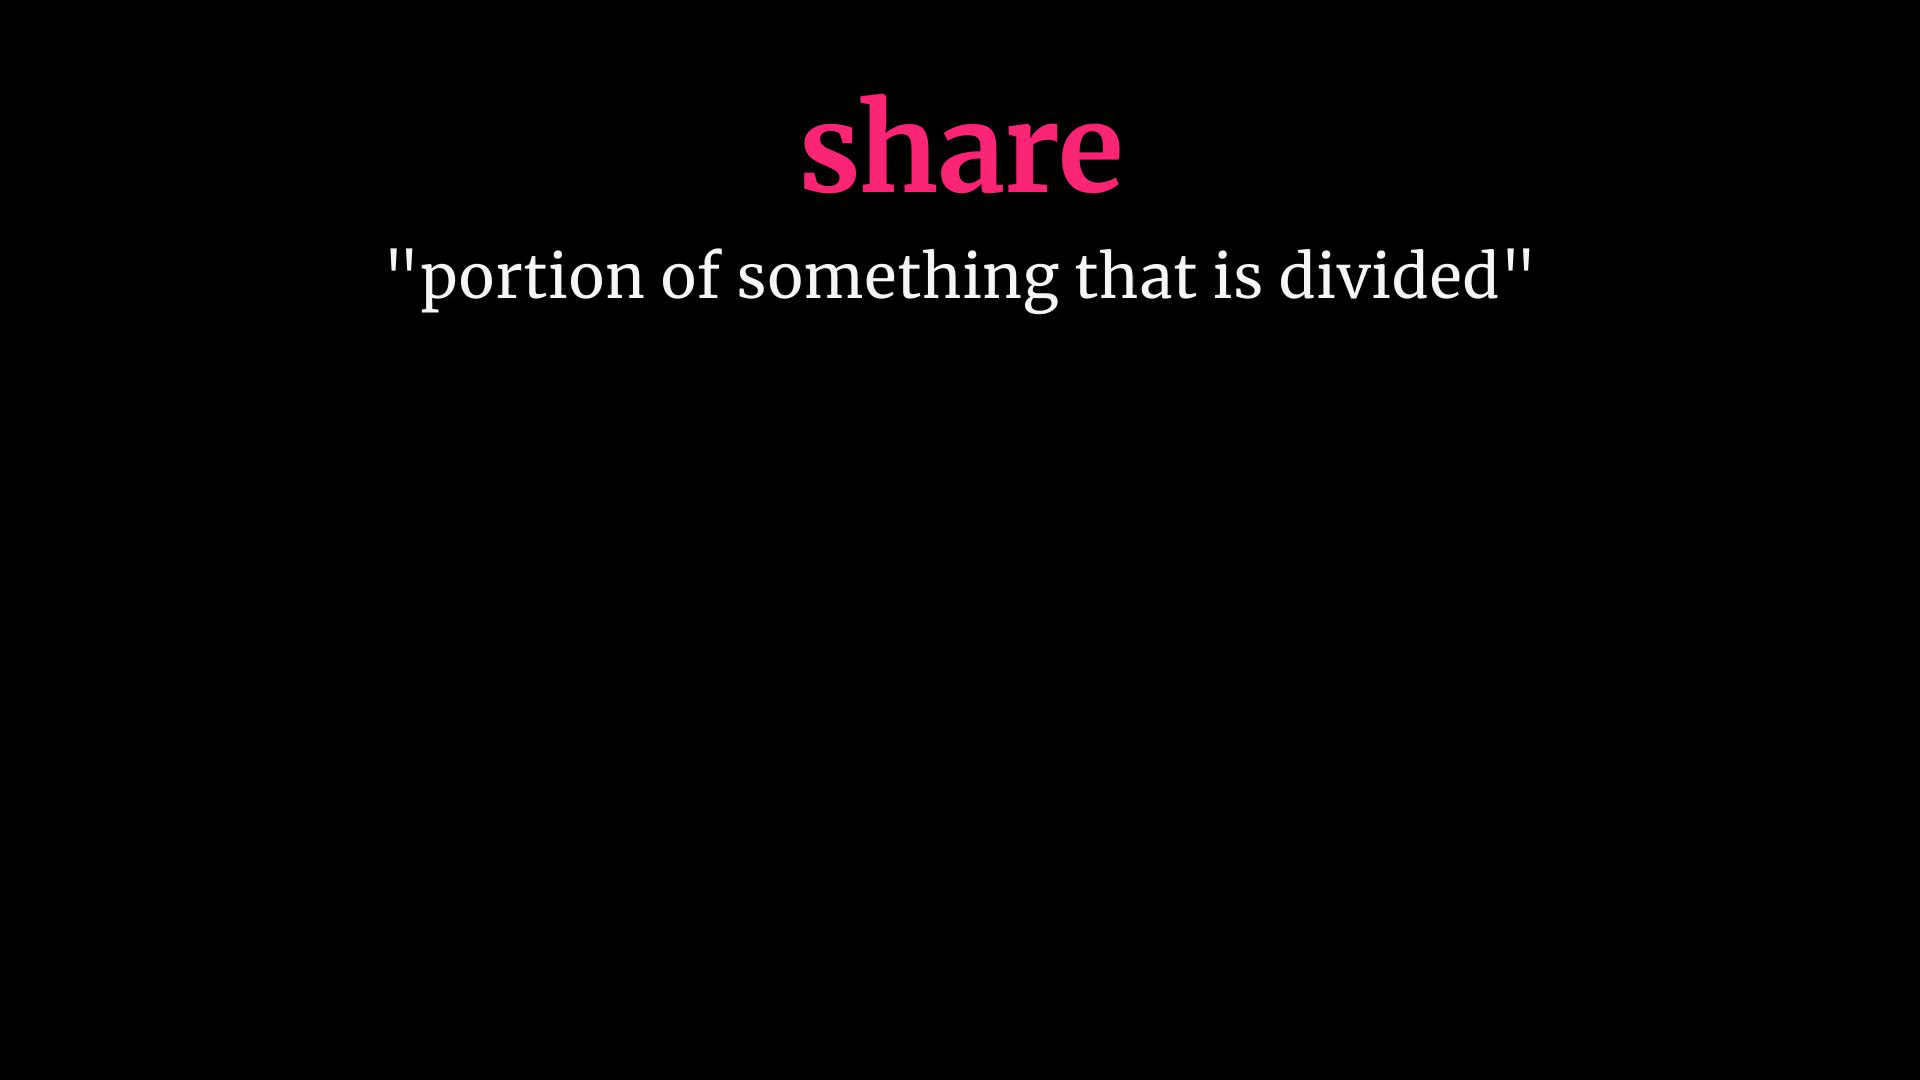 share
"portion of something that is divided"